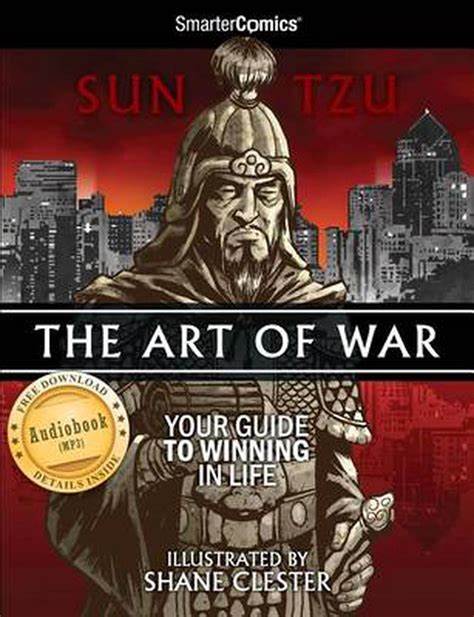 SmarterComics®
SUN TZU
THE ART OF WAR
FREE DOWNLOAD
Audiobook
(MP3)
DETAILS INSIDE
YOUR GUIDE
TO WINNING
IN LIFE
ILLUSTRATED BY
SHANE CLESTER